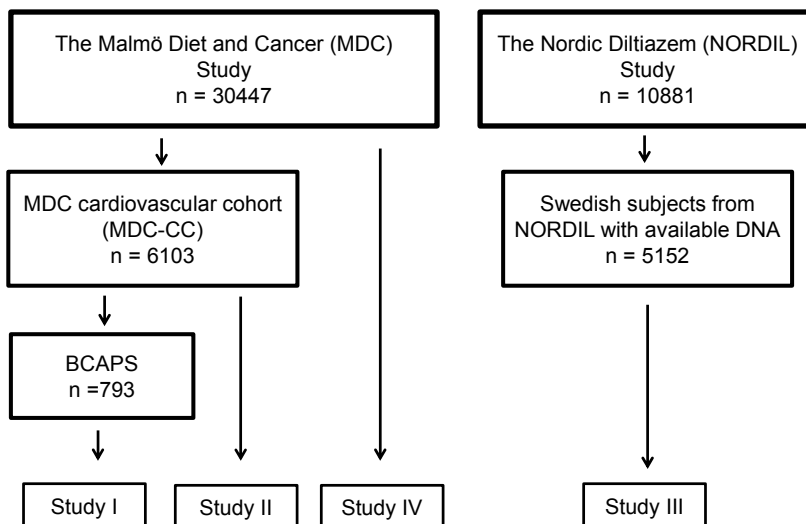 The Malmö Diet and Cancer (MDC)
Study
n = 30447
The Nordic Diltiazem (NORDIL)
Study
n = 10881
MDC cardiovascular cohort
(MDC-CC)
n = 6103
Swedish subjects from
NORDIL with available DNA
n = 5152
BCAPS
n =793
Study I
Study II
Study IV
Study III